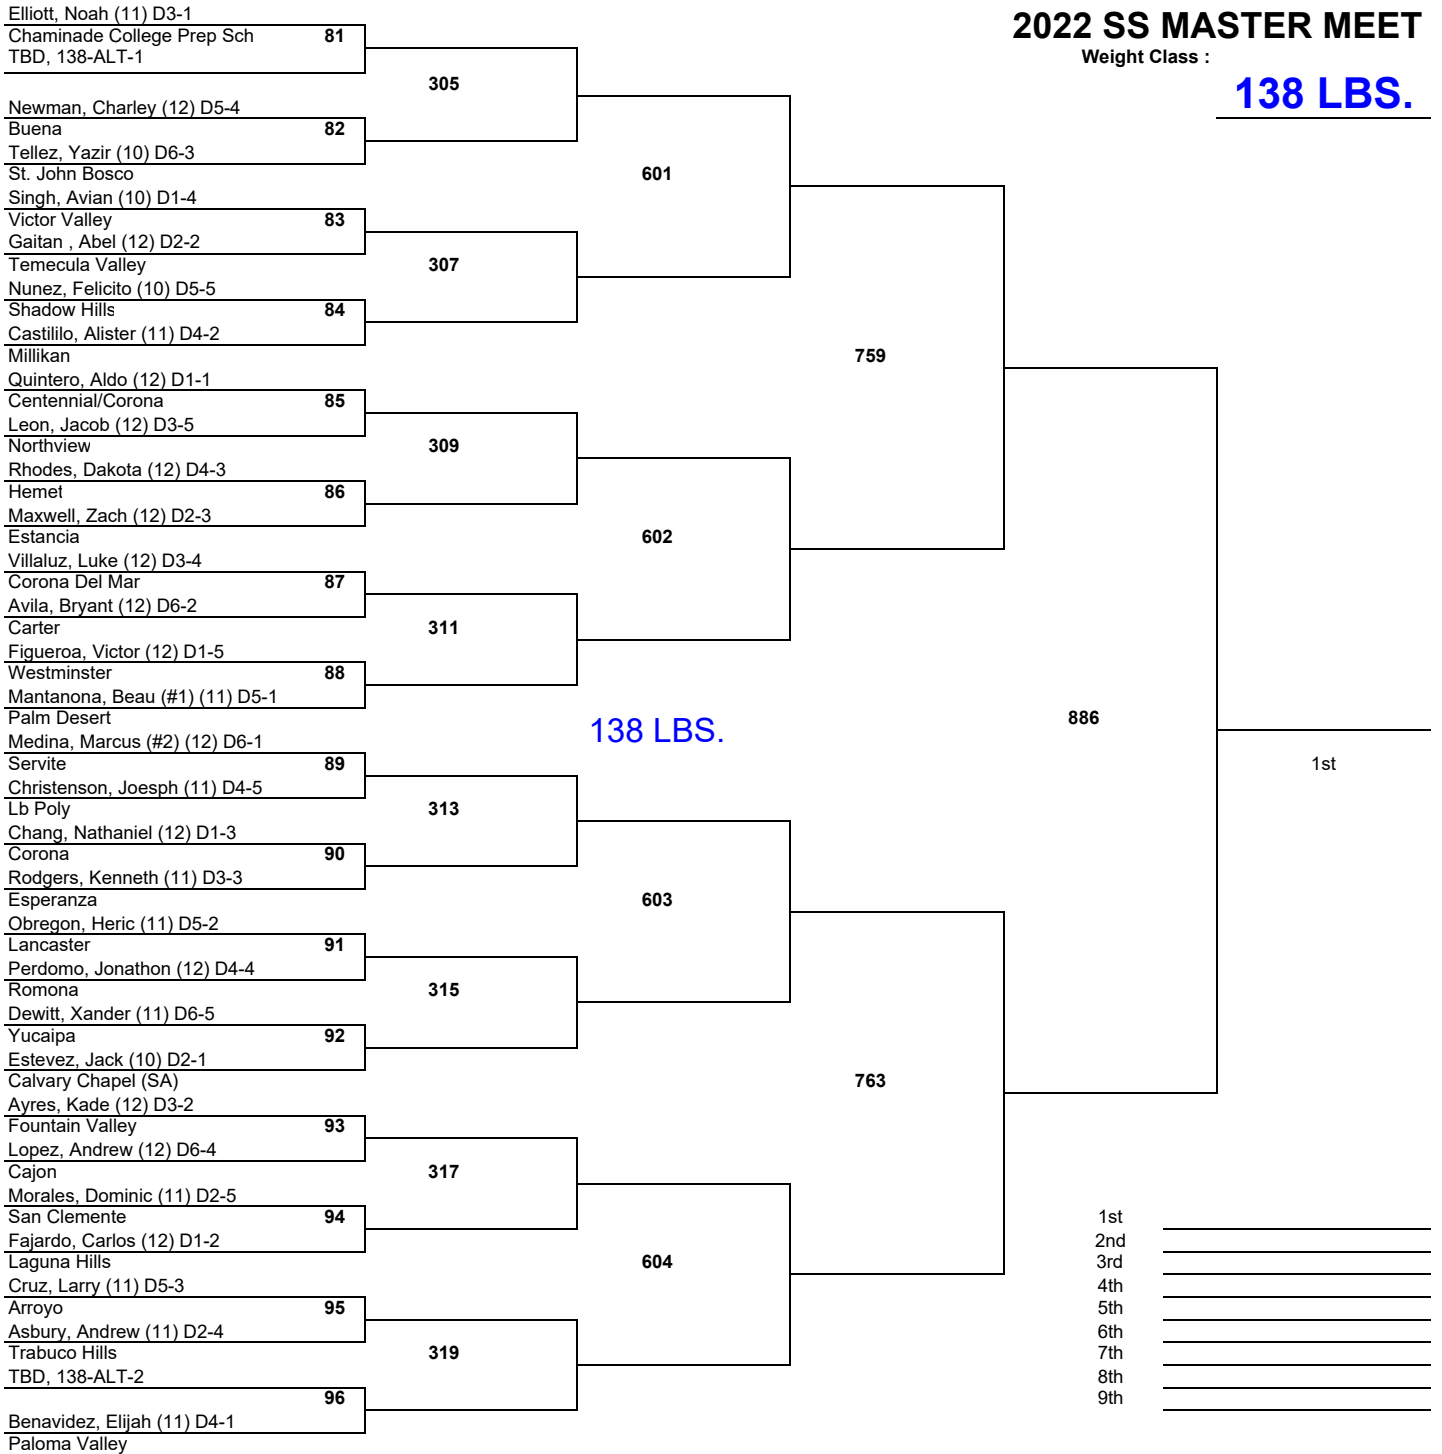 2022 SS MASTER MEET
Weight Class :
138 LBS.
Elliott, Noah (11) D3-1
Chaminade College Prep Sch
81
TBD, 138-ALT-1
Newman, Charley (12) D5-4
Buena
82
Tellez, Yazir (10) D6-3
St. John Bosco
Singh, Avian (10) D1-4
Victor Valley
83
Gaitan , Abel (12) D2-2
Temecula Valley
Nunez, Felicito (10) D5-5
Shadow Hills
84
Castililo, Alister (11) D4-2
Millikan
Quintero, Aldo (12) D1-1
Centennial/Corona
85
Leon, Jacob (12) D3-5
Northview
Rhodes, Dakota (12) D4-3
Hemet
86
Maxwell, Zach (12) D2-3
Estancia
Villaluz, Luke (12) D3-4
Corona Del Mar
87
Avila, Bryant (12) D6-2
Carter
Figueroa, Victor (12) D1-5
Westminster
88
Mantanona, Beau (#1) (11) D5-1
Palm Desert
Medina, Marcus (#2) (12) D6-1
Servite
89
Christenson, Joesph (11) D4-5
Lb Poly
Chang, Nathaniel (12) D1-3
Corona
90
Rodgers, Kenneth (11) D3-3
Esperanza
Obregon, Heric (11) D5-2
Lancaster
91
Perdomo, Jonathon (12) D4-4
Romona
Dewitt, Xander (11) D6-5
Yucaipa
92
Estevez, Jack (10) D2-1
Calvary Chapel (SA)
Ayres, Kade (12) D3-2
Fountain Valley
93
Lopez, Andrew (12) D6-4
Cajon
Morales, Dominic (11) D2-5
San Clemente
94
Fajardo, Carlos (12) D1-2
Laguna Hills
Cruz, Larry (11) D5-3
Arroyo
95
Asbury, Andrew (11) D2-4
Trabuco Hills
TBD, 138-ALT-2
96
Benavidez, Elijah (11) D4-1
Paloma Valley
305
307
309
311
313
315
317
319
601
602
138 LBS.
603
604
759
763
886
1st
1st
2nd
3rd
4th
5th
6th
7th
8th
9th